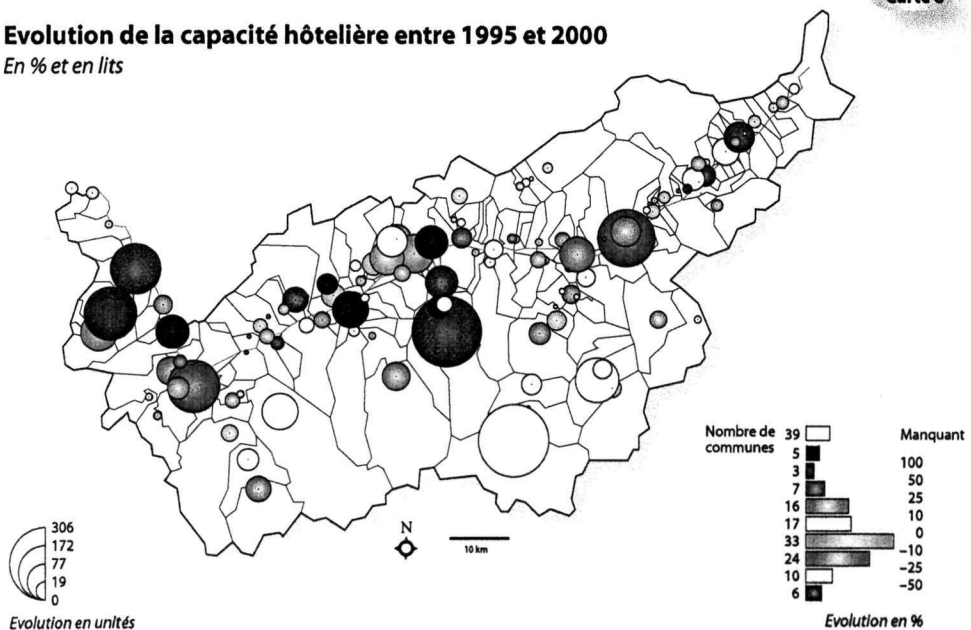 Carte 6
Evolution de la capacité hôtelière entre 1995 et 2000
En % et en lits
N
10 km
306
172
77
19
0
Evolution en unités
Nombre de
communes
39
5
3
7
16
17
33
24
10
6
Manquant
100
50
25
10
0
–10
–25
–50
Evolution en %